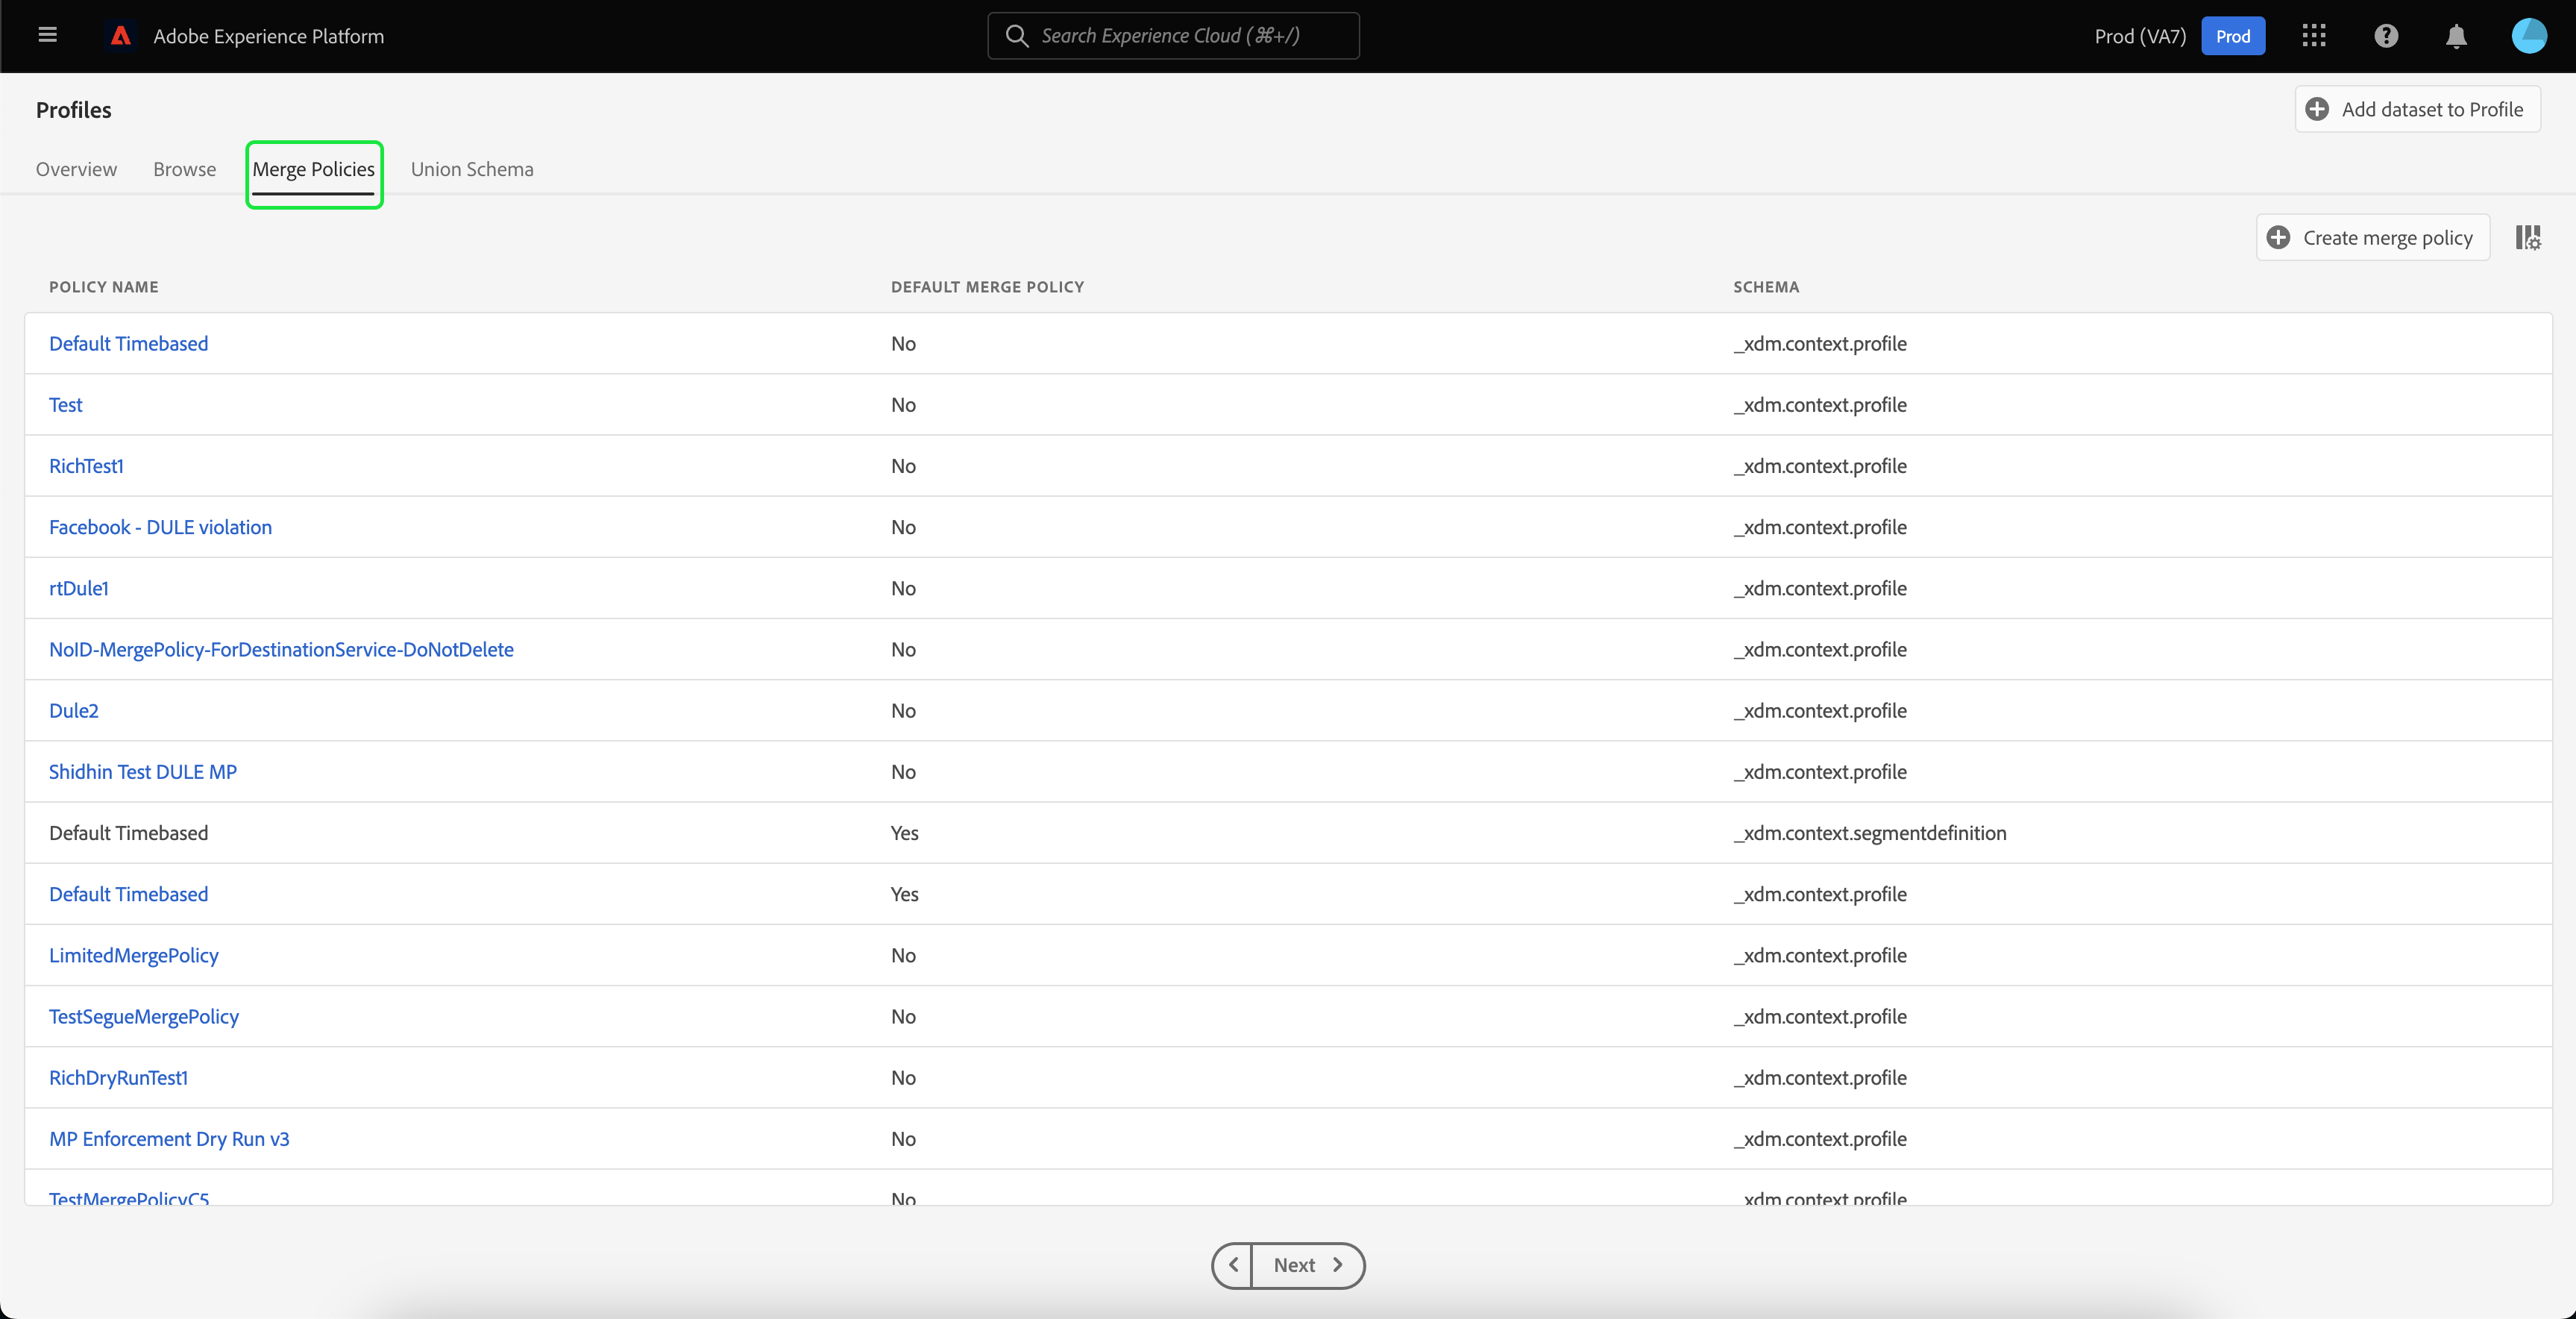 Adobe Experience Platform
Search Experience Cloud (⌘+/)
Prod (VA7) Prod
Profiles
Add dataset to Profile
Overview Browse Merge Policies Union Schema
Create merge policy
POLICY NAME DEFAULT MERGE POLICY SCHEMA
Default Timebased No _xdm.context.profile
Test No _xdm.context.profile
RichTest1 No _xdm.context.profile
Facebook - DULE violation No _xdm.context.profile
rtDule1 No _xdm.context.profile
NoID-MergePolicy-ForDestinationService-DoNotDelete No _xdm.context.profile
Dule2 No _xdm.context.profile
Shidhin Test DULE MP No _xdm.context.profile
Default Timebased Yes _xdm.context.segmentdefinition
Default Timebased Yes _xdm.context.profile
LimitedMergePolicy No _xdm.context.profile
TestSegueMergePolicy No _xdm.context.profile
RichDryRunTest1 No _xdm.context.profile
MP Enforcement Dry Run v3 No _xdm.context.profile
TestMergePolicyC5 No _xdm.context.profile
Next